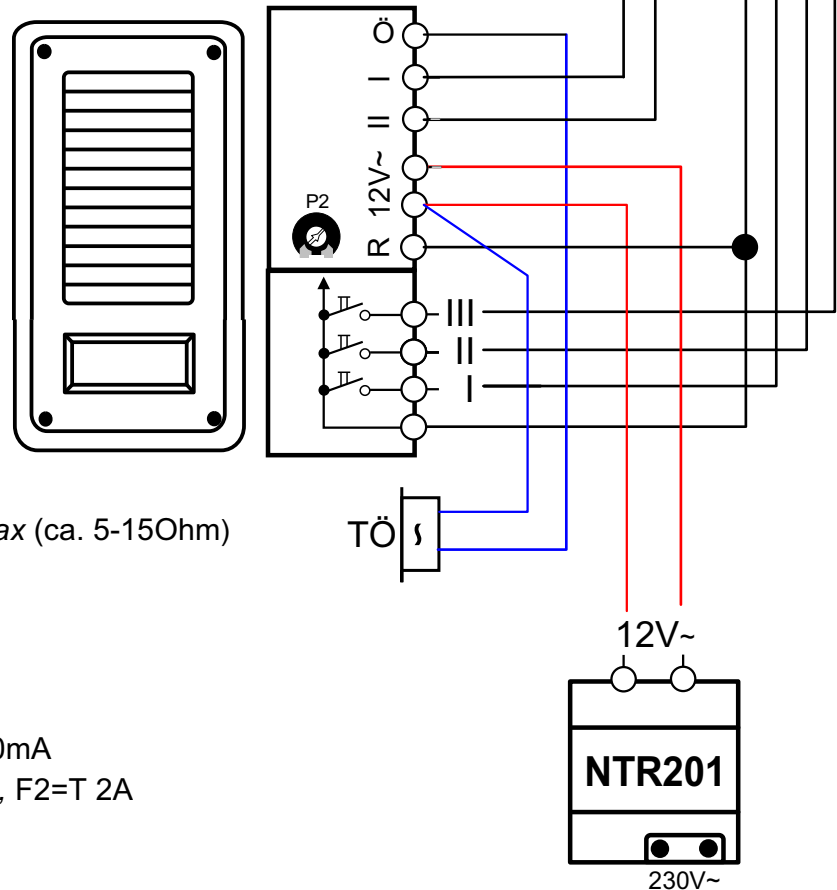 Ö
I
II
12V~
P2
R
III
II
I
ax (ca. 5-15Ohm)
TÖ
12V~
0mA
, F2=T 2A
NTR201
230V~